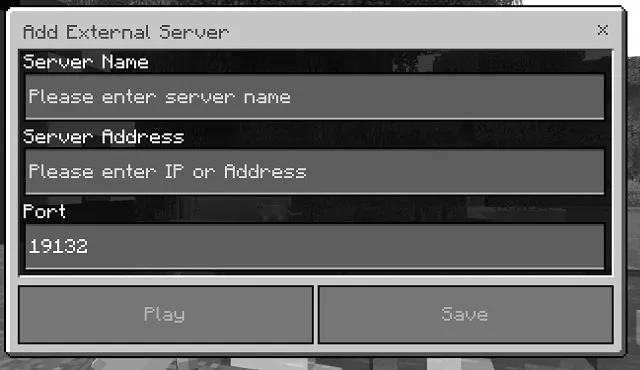 Add External Server
Server Name
Please enter server name
Server Address
Please enter IP or Address
Port
19132
Play
Save